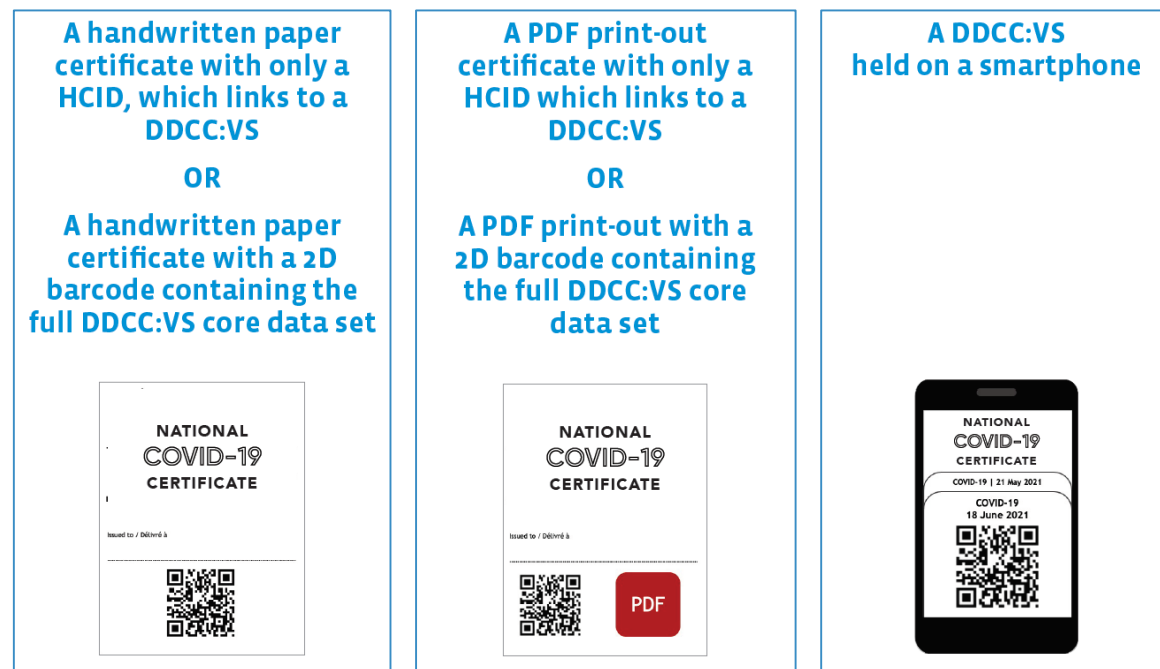 A handwritten paper
certificate with only a
HCID, which links to a
DDCC:VS
OR
A handwritten paper
certificate with a 2D
barcode containing the
full DDCC:VS core data set
NATIONAL
COVID-19
CERTIFICATE
Issued to / Délivré à
A PDF print-out
certificate with only a
HCID which links to a
DDCC:VS
OR
A PDF print-out with a
2D barcode containing
the full DDCC:VS core
data set
NATIONAL
COVID-19
CERTIFICATE
Issued to / Délivré à
PDF
A DDCC:VS
held on a smartphone
NATIONAL
COVID-19
CERTIFICATE
COVID-19 | 21 May 2021
COVID-19
18 June 2021